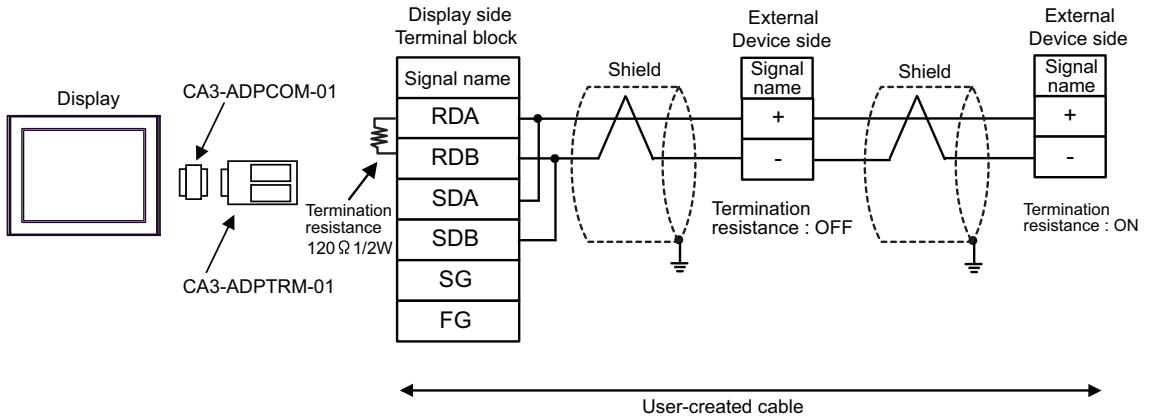 Display
CA3-ADPCOM-01
CA3-ADPTRM-01
Termination
resistance
120 Ω 1/2W
Display side
Terminal block
Signal name
RDA
RDB
SDA
SDB
SG
FG
Shield
External
Device side
Signal
name
+
-
Termination
resistance : OFF
Shield
External
Device side
Signal
name
+
-
Termination
resistance : ON
User-created cable